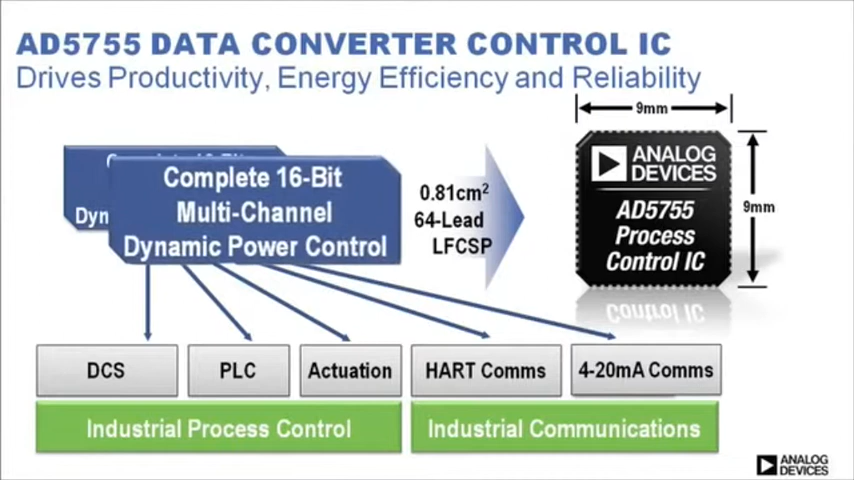 AD5755 DATA CONVERTER CONTROL IC
Drives Productivity, Energy Efficiency and Reliability
9mm
Complete 16-Bit
Multi-Channel
Dynamic Power Control
Dyn
0.81cm²
64-Lead
LFCSP
ANALOG
DEVICES
AD5755
Process
Control IC
9mm
DCS
PLC
Actuation
HART Comms
4-20mA Comms
Industrial Process Control
Industrial Communications
ANALOG
DEVICES